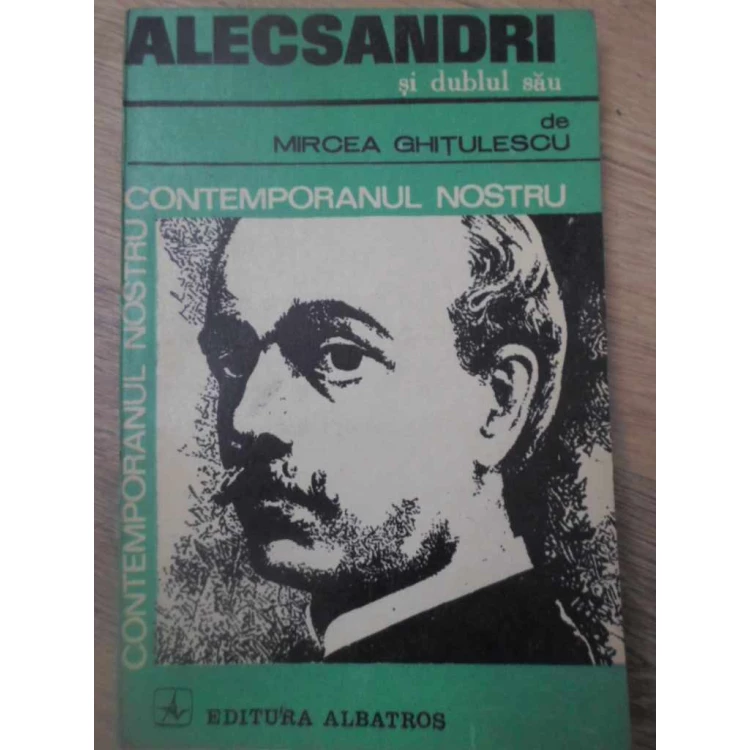 ALECSANDRI
și dublul său
de
MIRCEA GHIȚULESCU
CONTEMPORANUL NOSTRU
CONTEMPORANUL NOSTRU
EDITURA ALBATROS